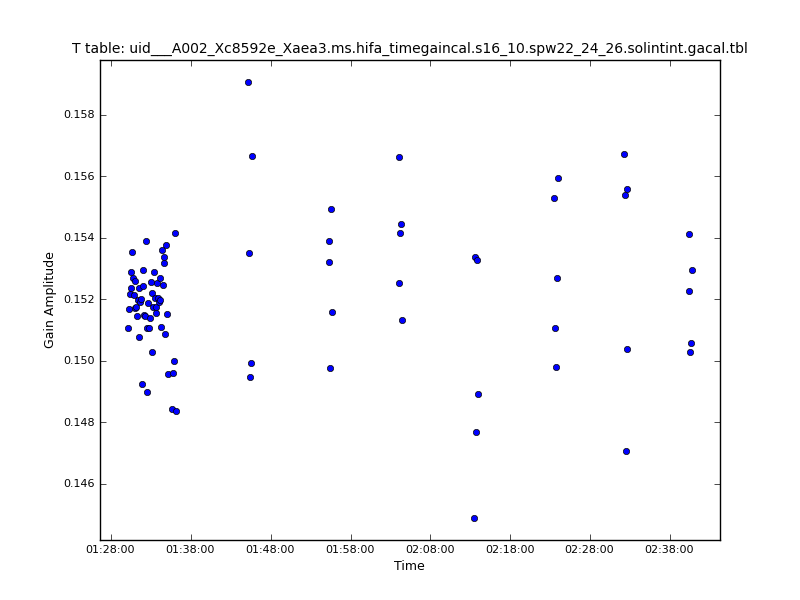 T table: uid___A002_Xc8592e_Xaea3.ms.hifa_timegaincal.s16_10.spw22_24_26.solintint.gacal.tbl
0.158
0.156
0.154
0.152
0.150
0.148
0.146
Gain Amplitude
01:28:00 01:38:00 01:48:00 01:58:00 02:08:00 02:18:00 02:28:00 02:38:00
Time